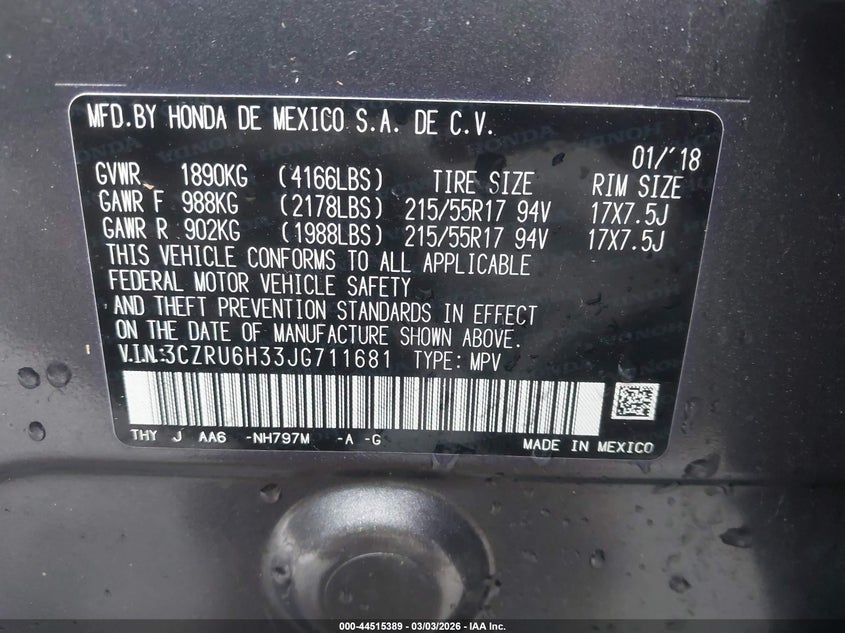 MFD.BY HONDA DE MEXICO S.A. DE C.V.
01/'18
GVWR 1890KG (4166LBS) TIRE SIZE RIM SIZE
GAWR F 988KG (2178LBS) 215/55R17 94V 17X7.5J
GAWR R 902KG (1988LBS) 215/55R17 94V 17X7.5J
THIS VEHICLE CONFORMS TO ALL APPLICABLE
FEDERAL MOTOR VEHICLE SAFETY
AND THEFT PREVENTION STANDARDS IN EFFECT
ON THE DATE OF MANUFACTURE SHOWN ABOVE.
V.I.N:3CZRU6H33JG711681 TYPE: MPV
THY J AA6 -NH797M -A -G MADE IN MEXICO
000-44515389 - 03/03/2026 - IAA Inc.